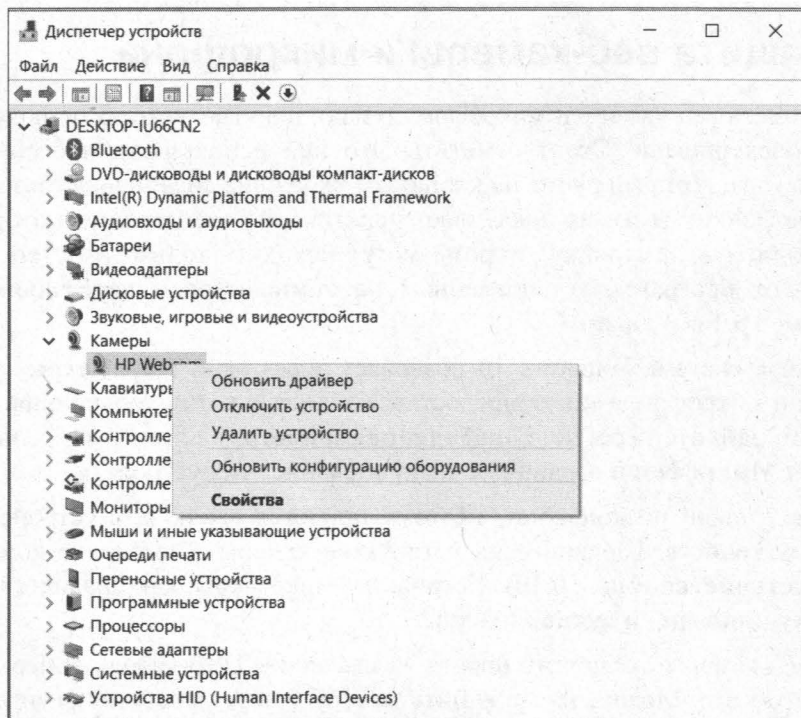 Диспетчер устройств
Файл Действие Вид Справка
DESKTOP-IU66CN2
Bluetooth
DVD-дисководы и дисководы компакт-дисков
Intel(R) Dynamic Platform and Thermal Framework
Аудиовходы и аудиовыходы
Батареи
Видеоадаптеры
Дисковые устройства
Звуковые, игровые и видеоустройства
Камеры
HP Web
Клавиатур
Компьютер
Контролле
Контролле
Контролле
Мониторы
Обновить драйвер
Отключить устройство
Удалить устройство
Обновить конфигурацию оборудования
Свойства
Мыши и иные указывающие устройства
Очереди печати
Переносные устройства
Программные устройства
Процессоры
Сетевые адаптеры
Системные устройства
Устройства HID (Human Interface Devices)